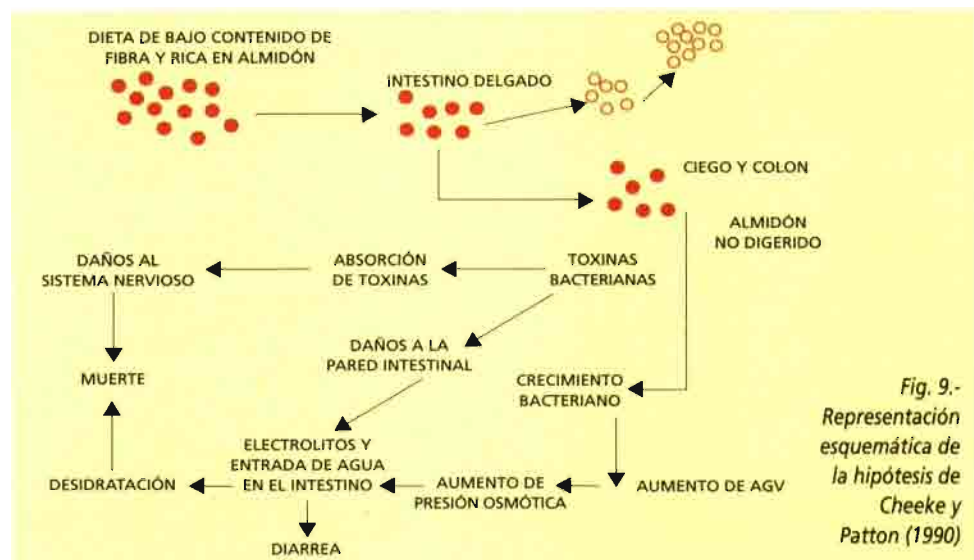 DIETA DE BAJO CONTENIDO DE
FIBRA Y RICA EN ALMIDÓN
INTESTINO DELGADO
CIEGO Y COLON
ALMIDÓN
NO DIGERIDO
DAÑOS AL
SISTEMA NERVIOSO
ABSORCIÓN
DE TOXINAS
TOXINAS
BACTERIANAS
DAÑOS A LA
PARED INTESTINAL
MUERTE
CRECIMIENTO
BACTERIANO
ELECTROLITOS Y
ENTRADA DE AGUA
EN EL INTESTINO
DESIDRATACIÓN
AUMENTO DE
PRESIÓN OSMÓTICA
AUMENTO DE AGV
DIARREA
Fig. 9.-
Representación
esquemática de
la hipótesis de
Cheeke y
Patton (1990)